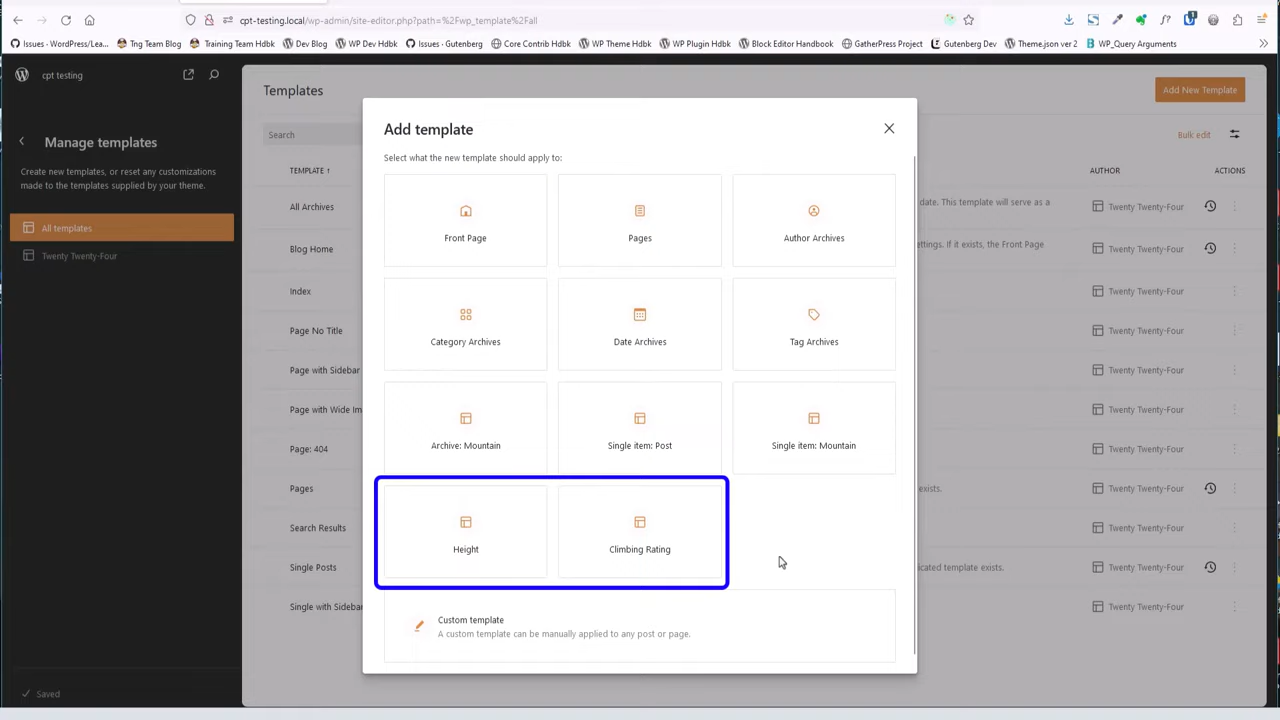 cpt-testing.local/wp-admin/site-editor.php?path=%2Fwp_template%2Fall
Issues · WordPress/Lea...
Tng Team Blog
Training Team Hdbk
Dev Blog
WP Dev Hdbk
Issues · Gutenberg
Core Contrib Hdbk
WP Theme Hdbk
WP Plugin Hdbk
Block Editor Handbook
GatherPress Project
Gutenberg Dev
Theme.json ver 2
WP_Query Arguments
cpt testing
Manage templates
Create new templates, or reset any customizations
made to the templates supplied by your theme.
All templates
Twenty Twenty-Four
Saved
Templates
Add New Template
Search
Bulk edit
TEMPLATE ↑
AUTHOR
ACTIONS
All Archives
date. This template will serve as a
Twenty Twenty-Four
Blog Home
settings. If it exists, the Front Page
Twenty Twenty-Four
Index
Twenty Twenty-Four
Page No Title
Twenty Twenty-Four
Page with Sidebar
Twenty Twenty-Four
Page with Wide Im
Twenty Twenty-Four
Page: 404
Twenty Twenty-Four
Pages
exists.
Twenty Twenty-Four
Search Results
Twenty Twenty-Four
Single Posts
dicated template exists.
Twenty Twenty-Four
Single with Sidebar
Twenty Twenty-Four
Add template
Select what the new template should apply to:
Front Page
Pages
Author Archives
Category Archives
Date Archives
Tag Archives
Archive: Mountain
Single item: Post
Single item: Mountain
Height
Climbing Rating
Custom template
A custom template can be manually applied to any post or page.